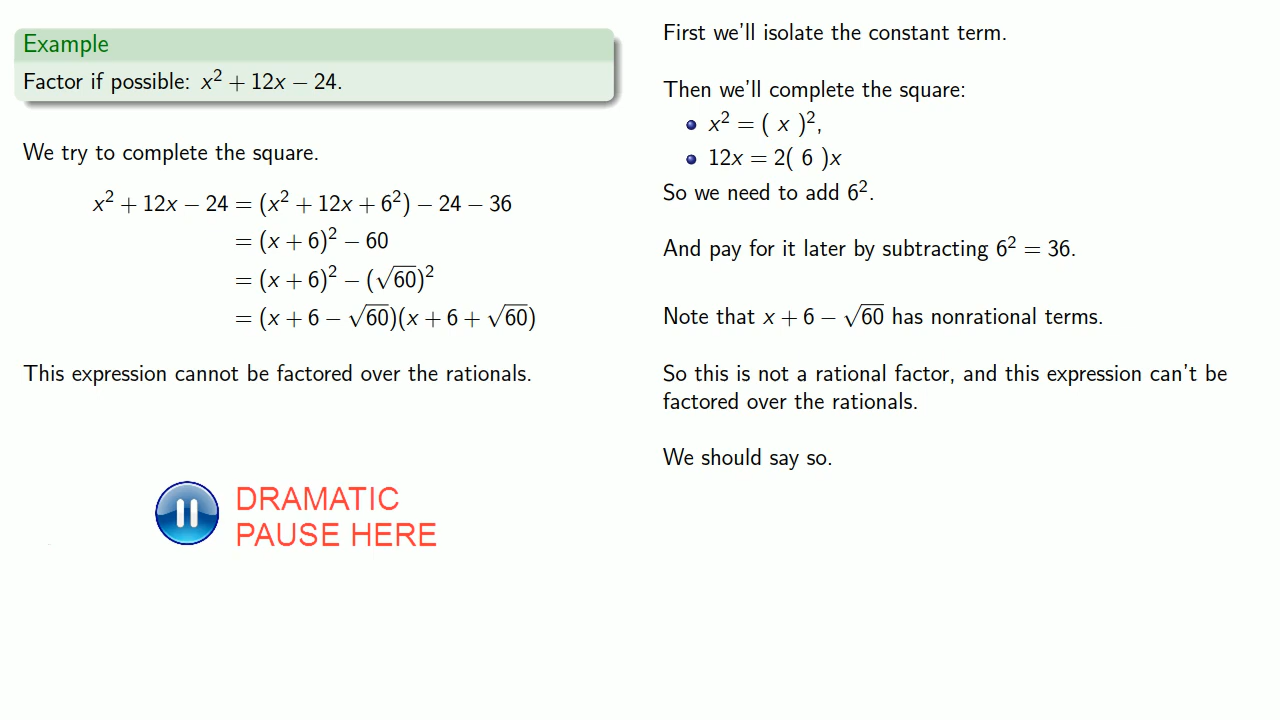 Example
Factor if possible: x² + 12x − 24.
We try to complete the square.
x² + 12x − 24 = (x² + 12x + 6²) − 24 − 36
= (x + 6)² − 60
= (x + 6)² − (√60)²
= (x + 6 − √60)(x + 6 + √60)
This expression cannot be factored over the rationals.
DRAMATIC
PAUSE HERE
First we'll isolate the constant term.
Then we'll complete the square:
• x² = ( x )²,
• 12x = 2( 6 )x
So we need to add 6².
And pay for it later by subtracting 6² = 36.
Note that x + 6 − √60 has nonrational terms.
So this is not a rational factor, and this expression can't be
factored over the rationals.
We should say so.